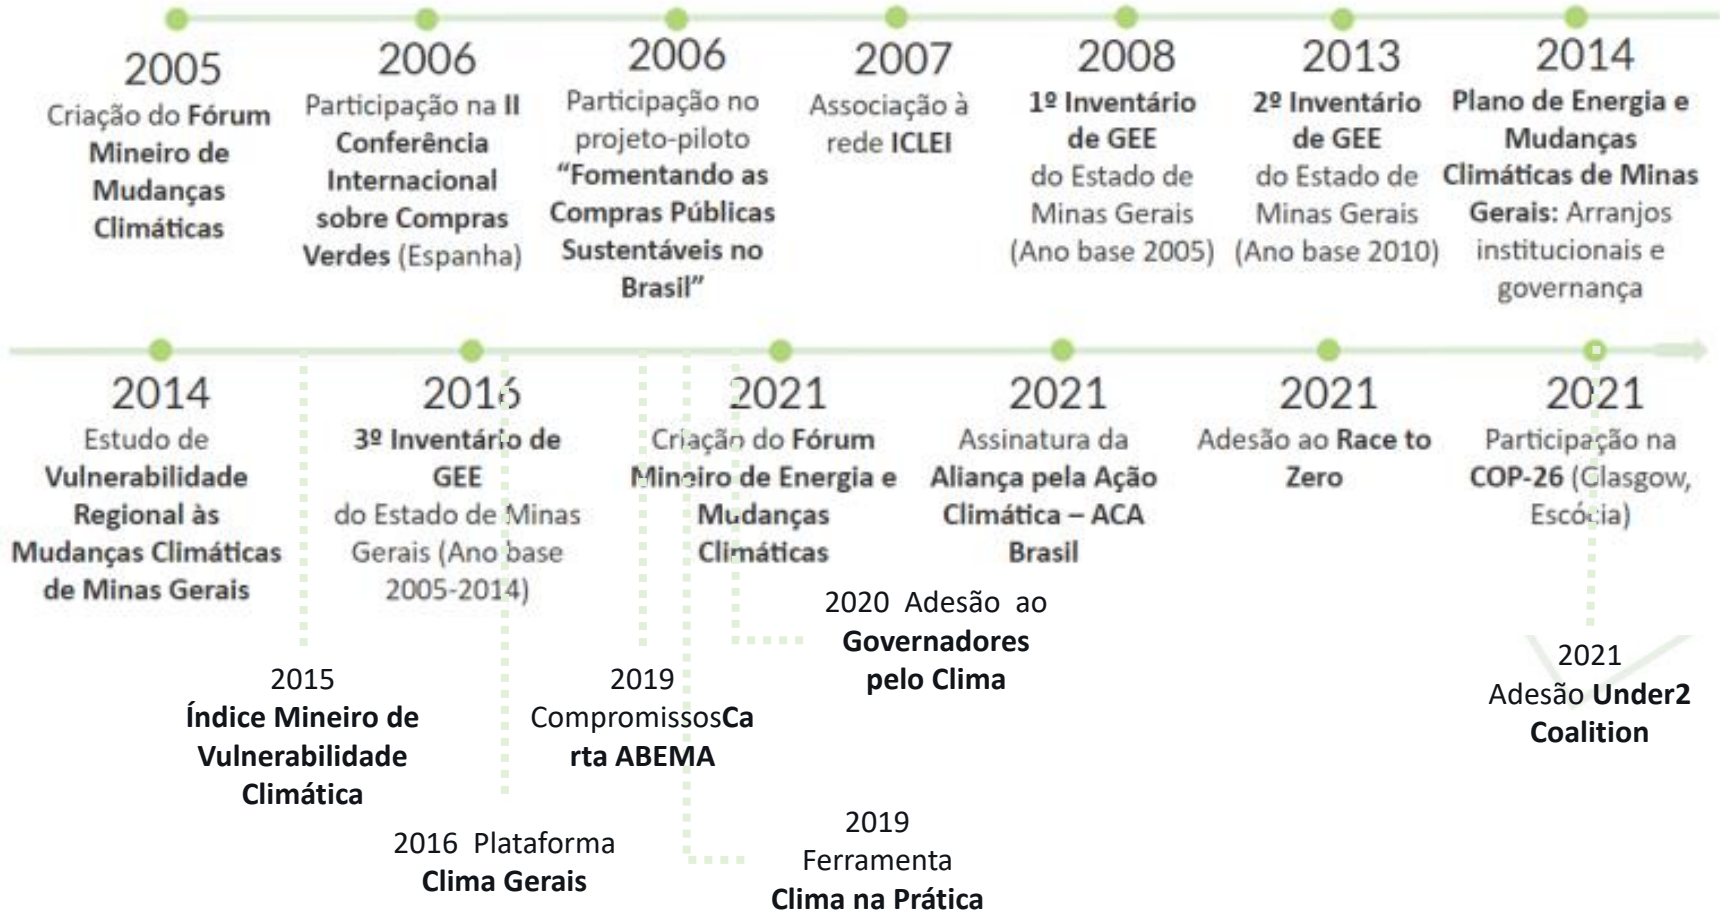 2005
Criação do Fórum
Mineiro de
Mudanças
Climáticas
2006
Participação na II
Conferência
Internacional
sobre Compras
Verdes (Espanha)
2006
Participação no
projeto-piloto
“Fomentando as
Compras Públicas
Sustentáveis no
Brasil”
2007
Associação à
rede ICLEI
2008
1º Inventário
de GEE
do Estado de
Minas Gerais
(Ano base 2005)
2013
2º Inventário
de GEE
do Estado de
Minas Gerais
(Ano base 2010)
2014
Plano de Energia e
Mudanças
Climáticas de Minas
Gerais: Arranjos
institucionais e
governança
2014
Estudo de
Vulnerabilidade
Regional às
Mudanças Climáticas
de Minas Gerais
2016
3º Inventário de
GEE
do Estado de Minas
Gerais (Ano base
2005-2014)
2021
Criação do Fórum
Mineiro de Energia e
Mudanças
Climáticas
2021
Assinatura da
Aliança pela Ação
Climática – ACA
Brasil
2021
Adesão ao Race to
Zero
2021
Participação na
COP-26 (Glasgow,
Escócia)
2015
Índice Mineiro de
Vulnerabilidade
Climática
2016 Plataforma
Clima Gerais
2019
CompromissosCa
rta ABEMA
2020 Adesão ao
Governadores
pelo Clima
2019
Ferramenta
Clima na Prática
2021
Adesão Under2
Coalition